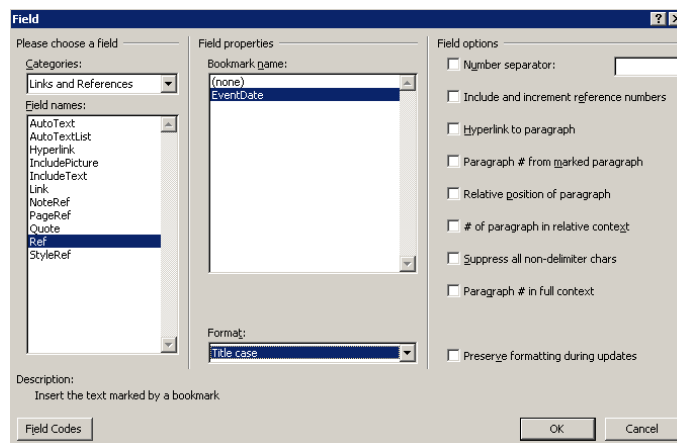 Field
Please choose a field
Categories:
Links and References
Field names:
AutoText
AutoTextList
Hyperlink
IncludePicture
IncludeText
Link
NoteRef
PageRef
Quote
Ref
StyleRef
Field properties
Bookmark name:
(none)
EventDate
Format:
Title case
Field options
Number separator:
Include and increment reference numbers
Hyperlink to paragraph
Paragraph # from marked paragraph
Relative position of paragraph
# of paragraph in relative context
Suppress all non-delimiter chars
Paragraph # in full context
Preserve formatting during updates
Description:
Insert the text marked by a bookmark
Field Codes
OK
Cancel